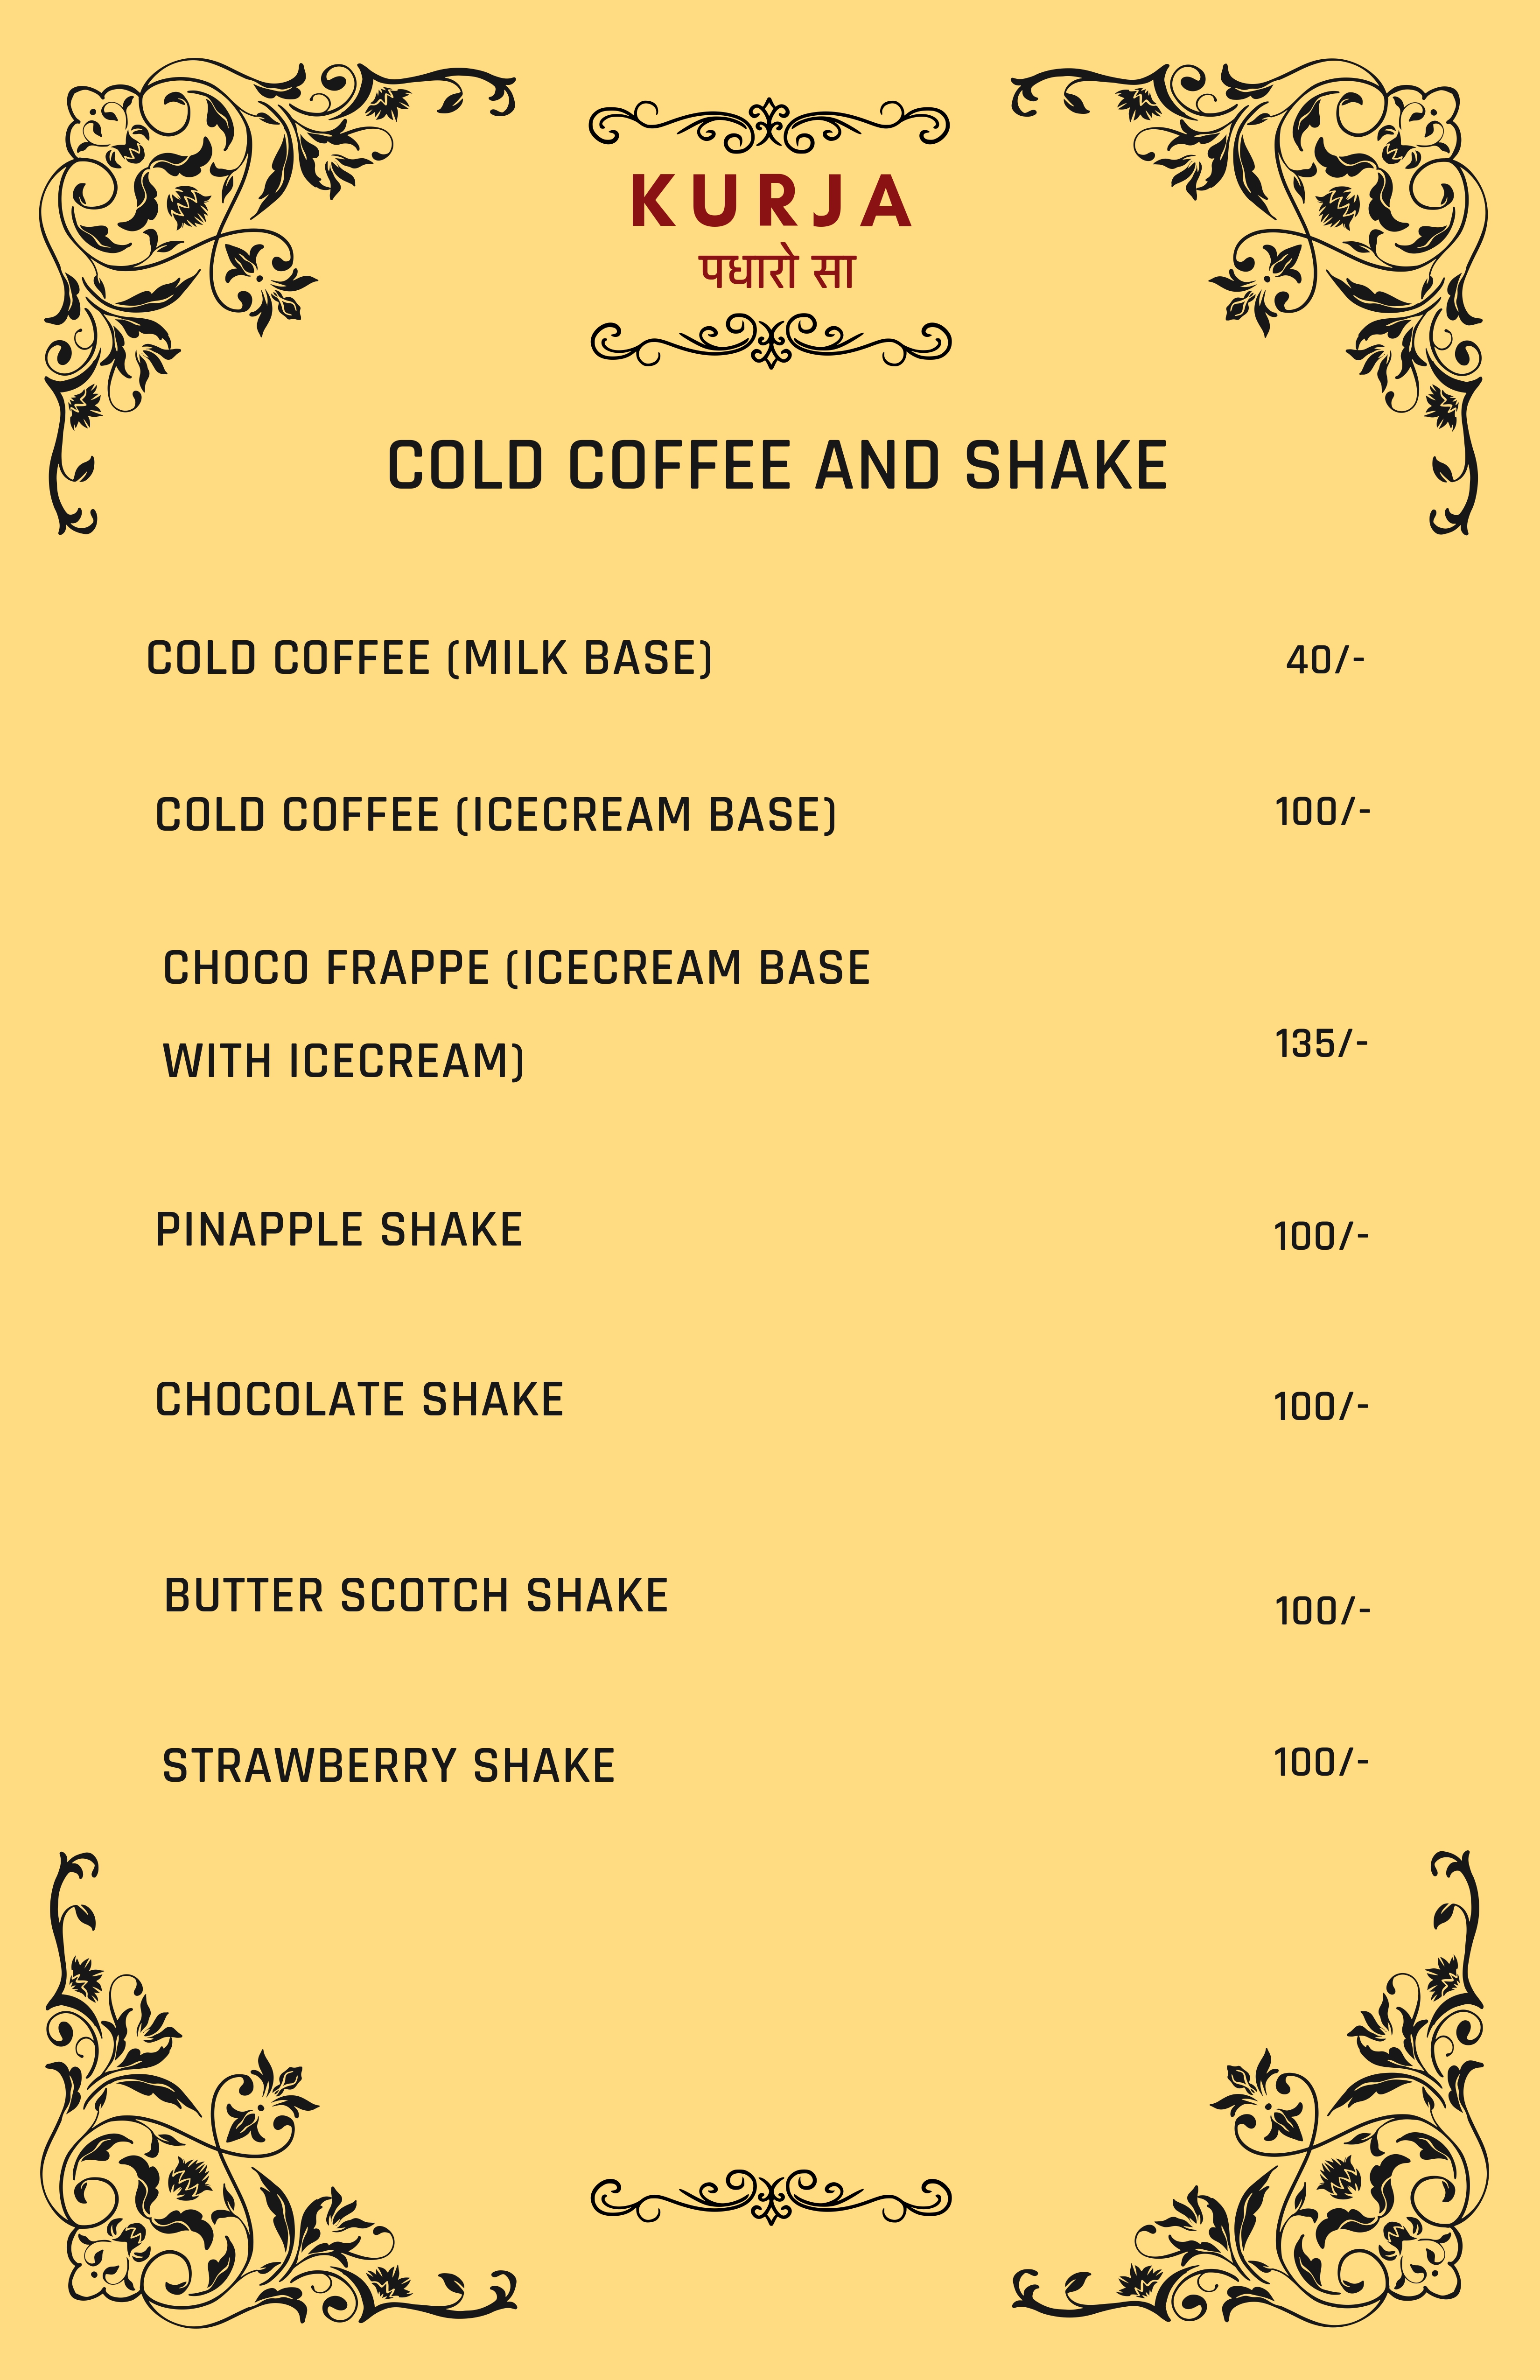 KURJA
पधारो सा
COLD COFFEE AND SHAKE
COLD COFFEE (MILK BASE) 40/-
COLD COFFEE (ICECREAM BASE) 100/-
CHOCO FRAPPE (ICECREAM BASE
WITH ICECREAM) 135/-
PINAPPLE SHAKE 100/-
CHOCOLATE SHAKE 100/-
BUTTER SCOTCH SHAKE 100/-
STRAWBERRY SHAKE 100/-